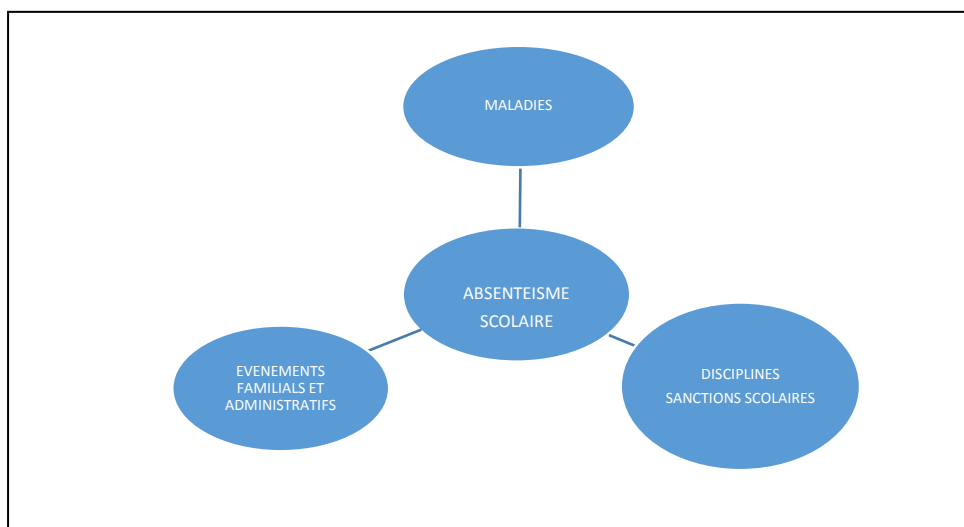 MALADIES
ABSENTEISME
SCOLAIRE
EVENEMENTS
FAMILIALS ET
ADMINISTRATIFS
DISCIPLINES
SANCTIONS SCOLAIRES